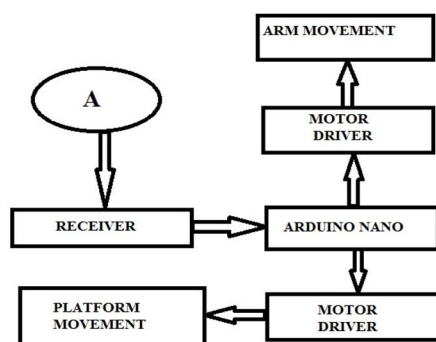 ARM MOVEMENT
A
MOTOR
DRIVER
RECEIVER
ARDUINO NANO
PLATFORM
MOVEMENT
MOTOR
DRIVER